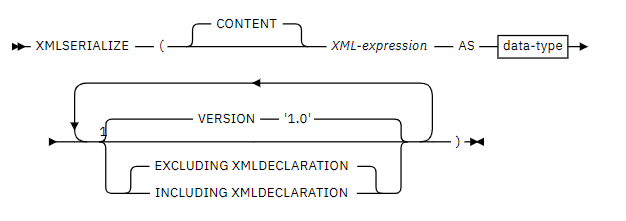 CONTENT
XMLSERIALIZE ( XML-expression AS data-type
1 VERSION '1.0'
)
EXCLUDING XMLDECLARATION
INCLUDING XMLDECLARATION